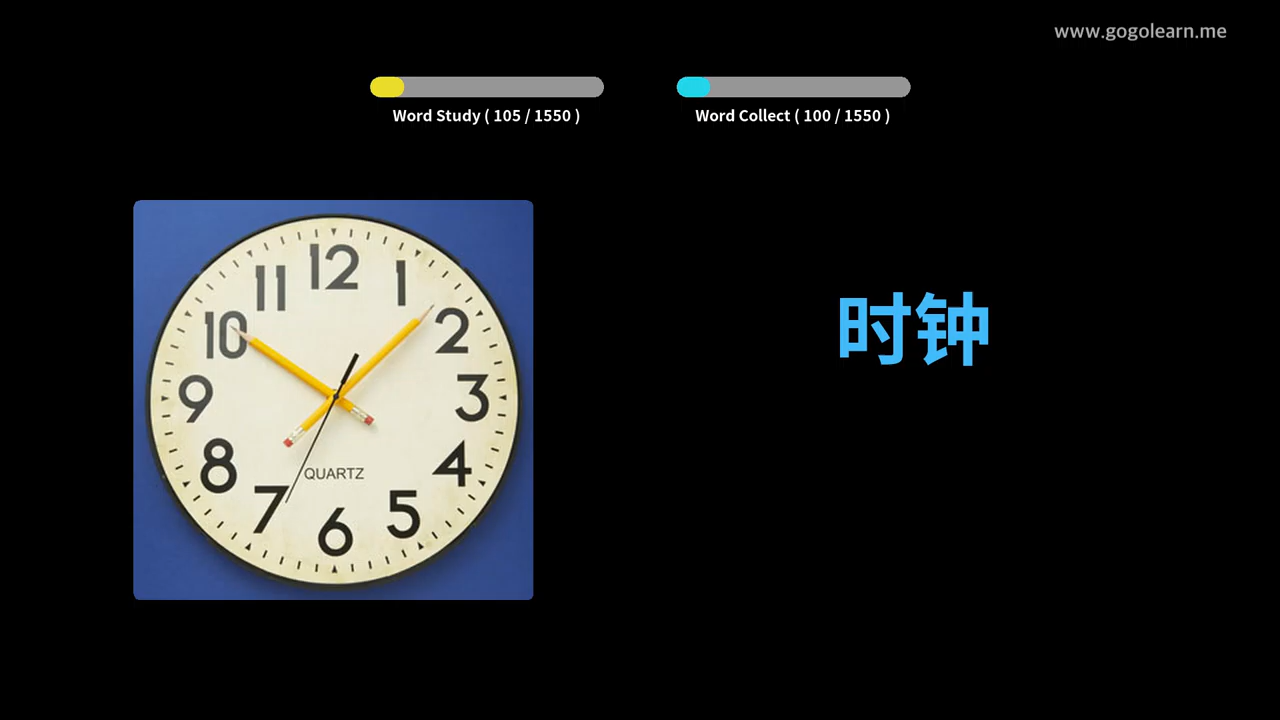 www.gogolearn.me
Word Study ( 105 / 1550 )
Word Collect ( 100 / 1550 )
时钟
12
11
1
10
2
9
3
8
4
QUARTZ
7
5
6